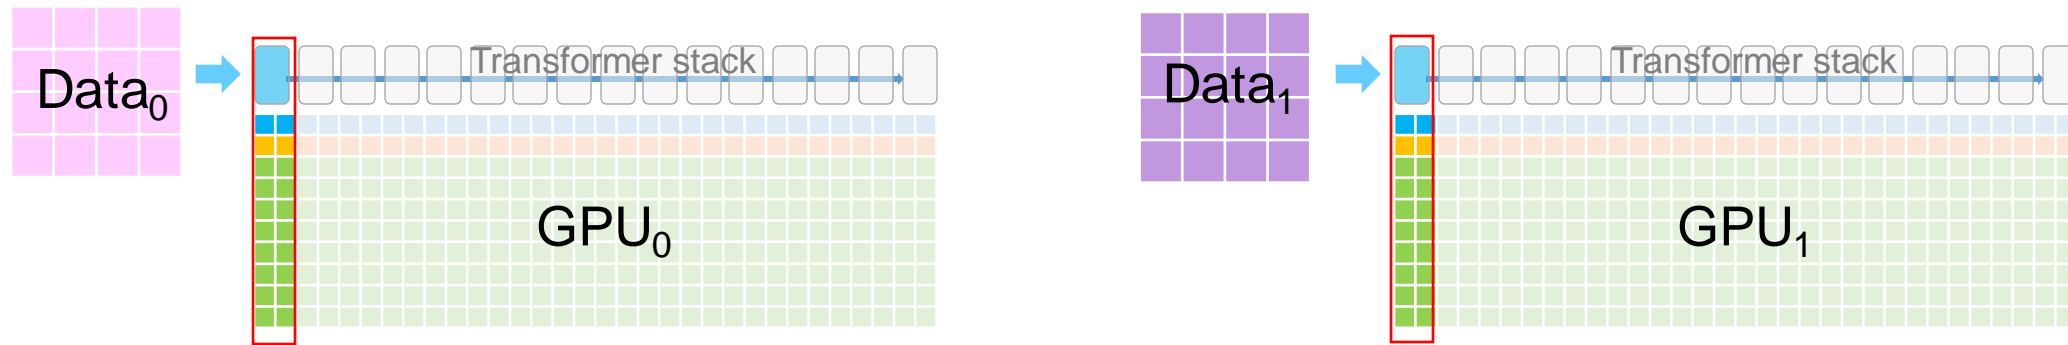 Data₀
Transformer stack
GPU₀
Data₁
Transformer stack
GPU₁